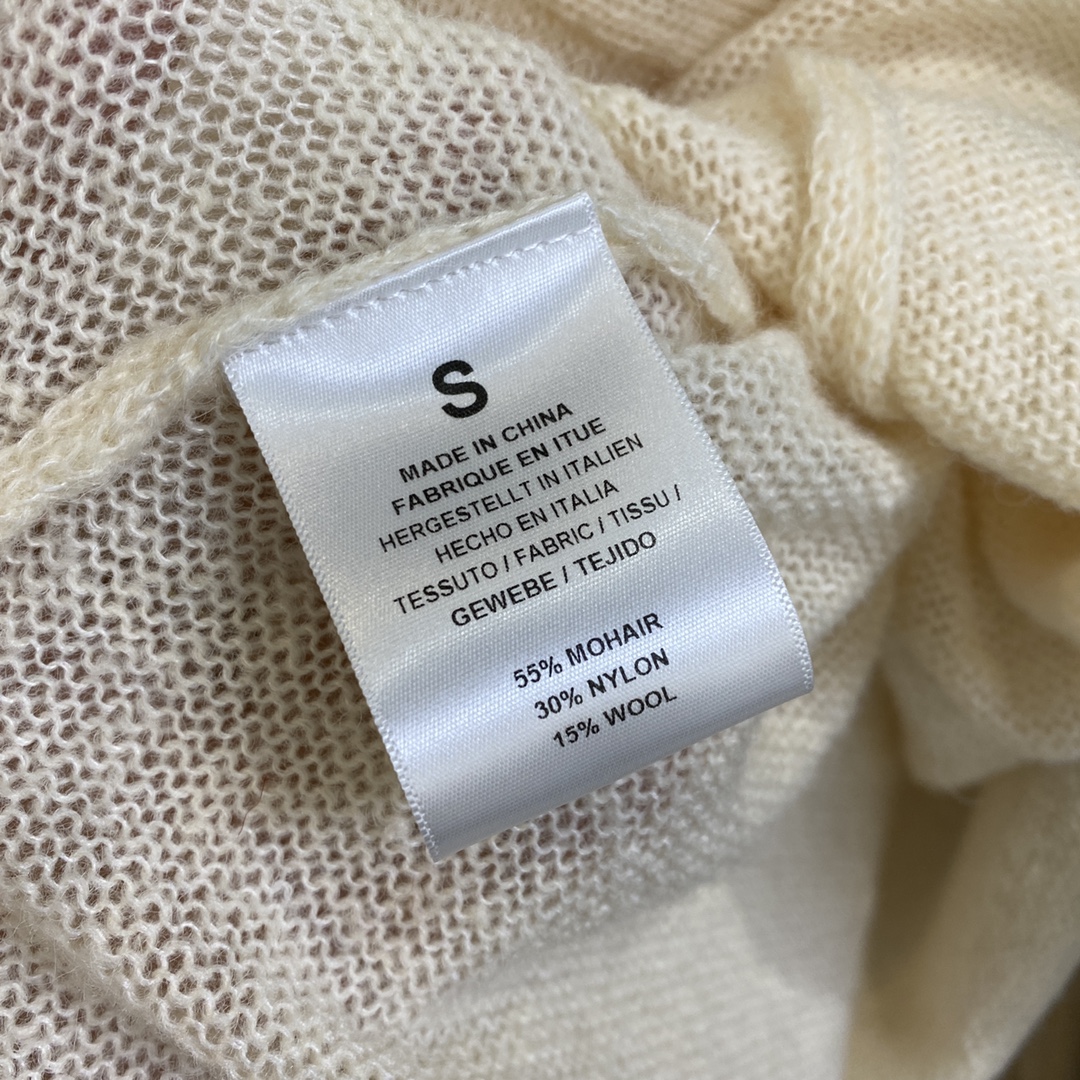 S
MADE IN CHINA
FABRIQUE EN ITUE
HERGESTELLT IN ITALIEN
HECHO EN ITALIA
TESSUTO / FABRIC / TISSU /
GEWEBE / TEJIDO
55% MOHAIR
30% NYLON
15% WOOL